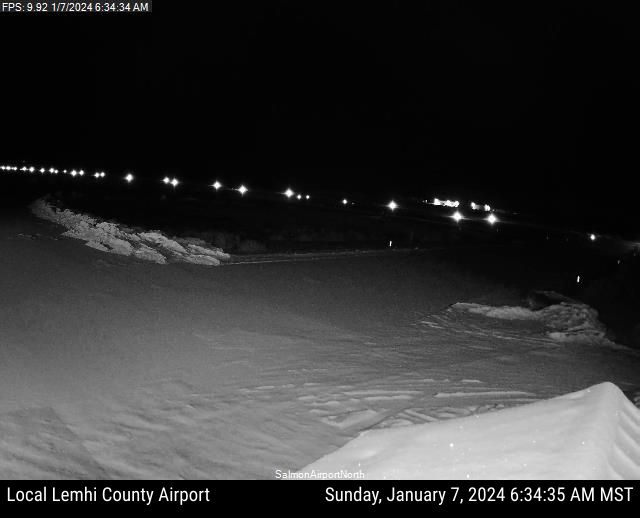 FPS: 9.92 1/7/2024 6:34:34 AM
SalmonAirportNorth
Local Lemhi County Airport Sunday, January 7, 2024 6:34:35 AM MST